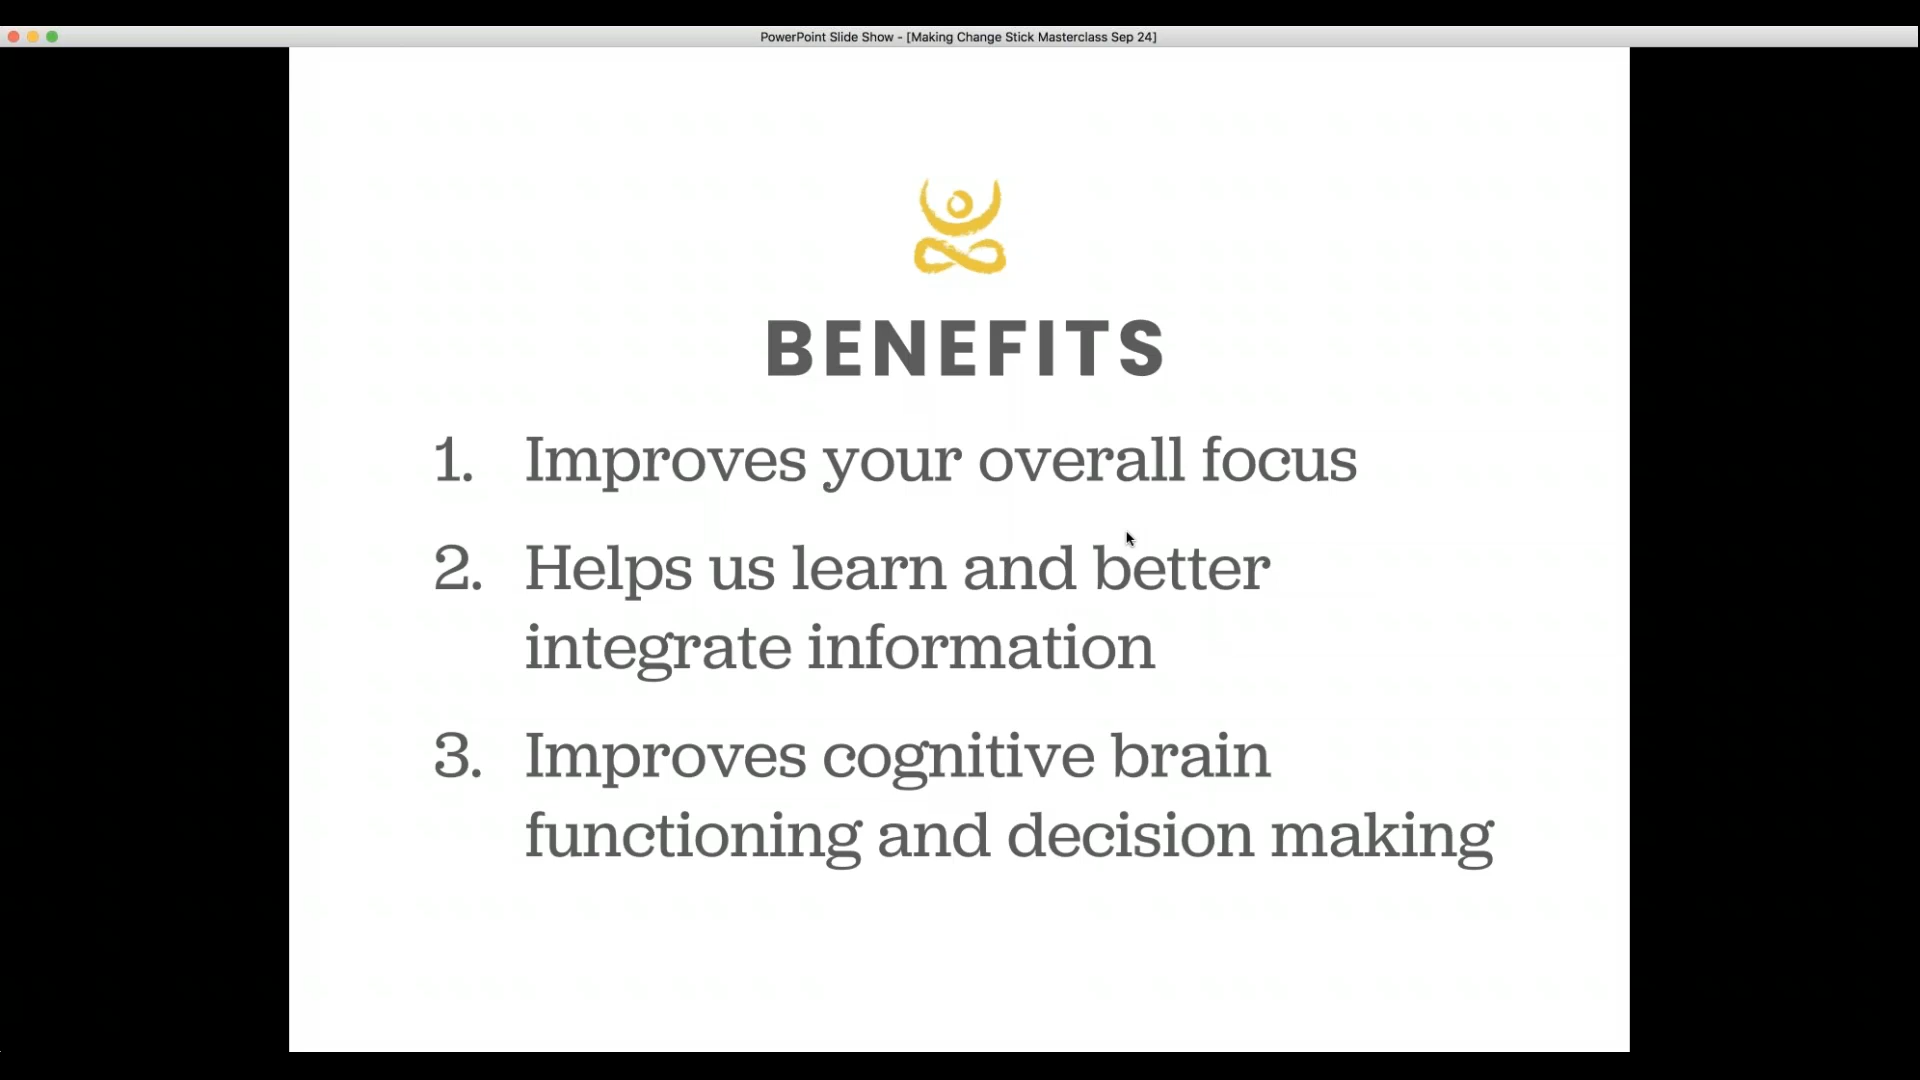 PowerPoint Slide Show - [Making Change Stick Masterclass Sep 24]
BENEFITS
1. Improves your overall focus
2. Helps us learn and better
integrate information
3. Improves cognitive brain
functioning and decision making